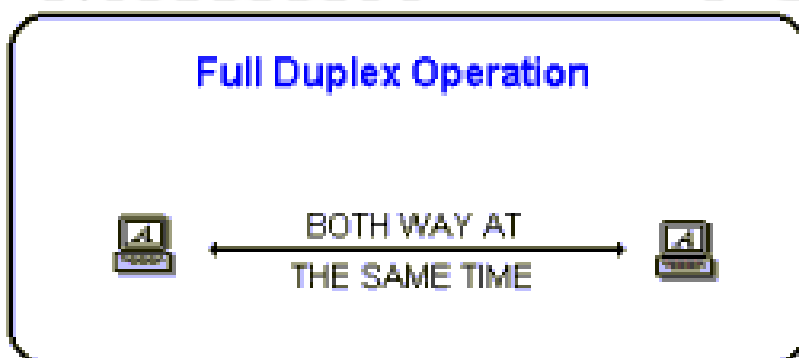 Full Duplex Operation
BOTH WAY AT
THE SAME TIME
A
A